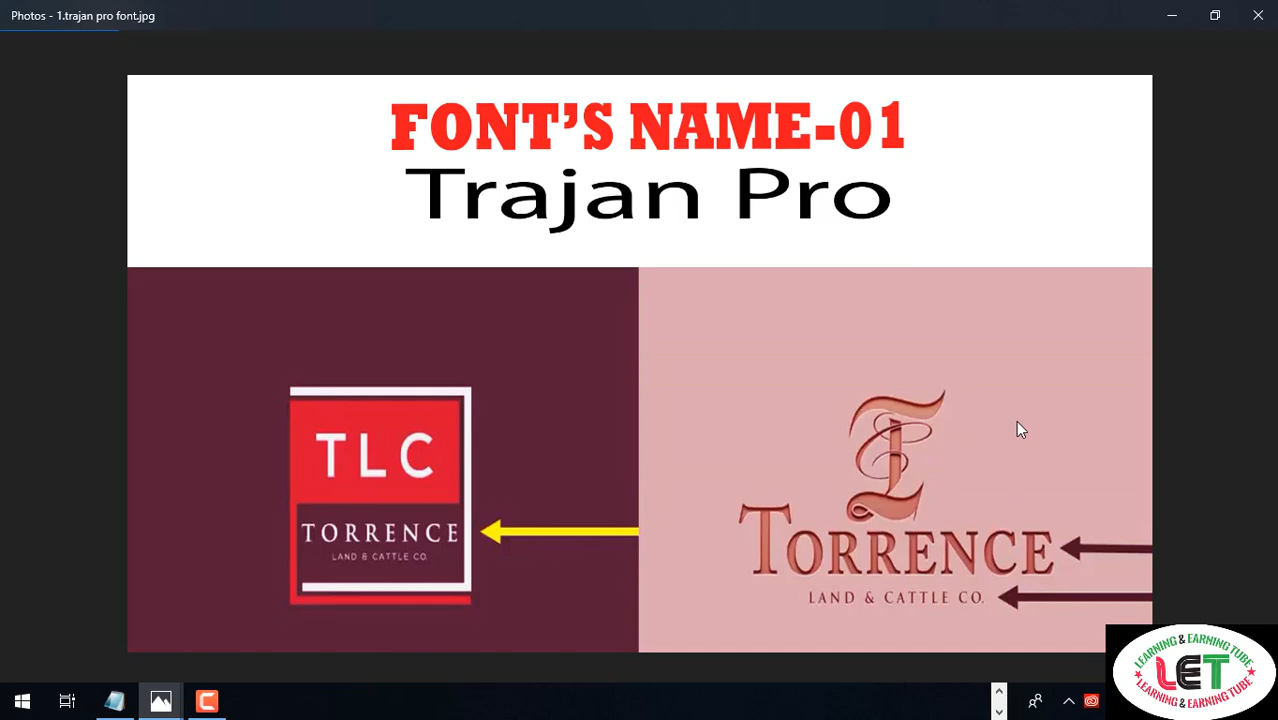 Photos - 1.trajan pro font.jpg
FONT'S NAME-01
Trajan Pro
TLC
TORRENCE
LAND & CATTLE CO.
TL
TORRENCE
LAND & CATTLE CO.
LEARNING & EARNING TUBE
LET
LEARNING & EARNING TUBE